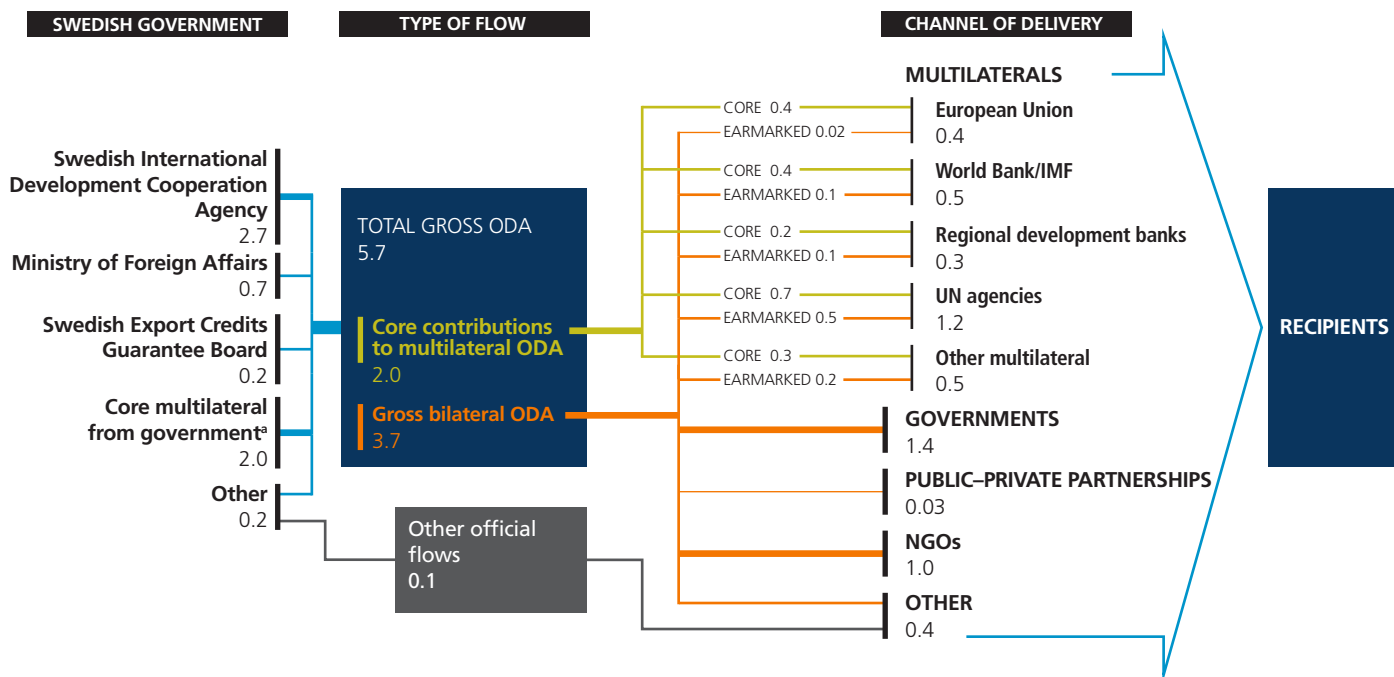 SWEDISH GOVERNMENT
TYPE OF FLOW
CHANNEL OF DELIVERY
Swedish International
Development Cooperation
Agency
2.7
Ministry of Foreign Affairs
0.7
Swedish Export Credits
Guarantee Board
0.2
Core multilateral
from governmentᵃ
2.0
Other
0.2
TOTAL GROSS ODA
5.7
Core contributions
to multilateral ODA
2.0
Gross bilateral ODA
3.7
Other official
flows
0.1
MULTILATERALS
CORE 0.4
EARMARKED 0.02
European Union
0.4
CORE 0.4
EARMARKED 0.1
World Bank/IMF
0.5
CORE 0.2
EARMARKED 0.1
Regional development banks
0.3
CORE 0.7
EARMARKED 0.5
UN agencies
1.2
CORE 0.3
EARMARKED 0.2
Other multilateral
0.5
GOVERNMENTS
1.4
PUBLIC–PRIVATE PARTNERSHIPS
0.03
NGOs
1.0
OTHER
0.4
RECIPIENTS